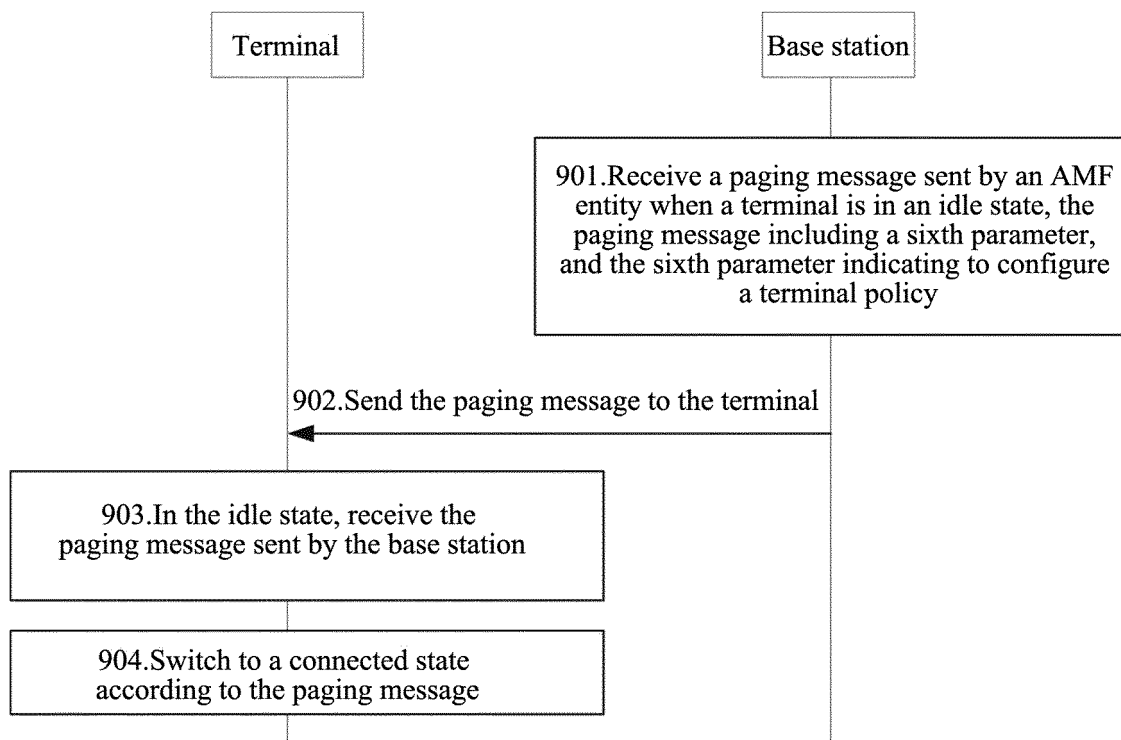 Terminal
Base station
901.Receive a paging message sent by an AMF
entity when a terminal is in an idle state, the
paging message including a sixth parameter,
and the sixth parameter indicating to configure
a terminal policy
902.Send the paging message to the terminal
903.In the idle state, receive the
paging message sent by the base station
904.Switch to a connected state
according to the paging message